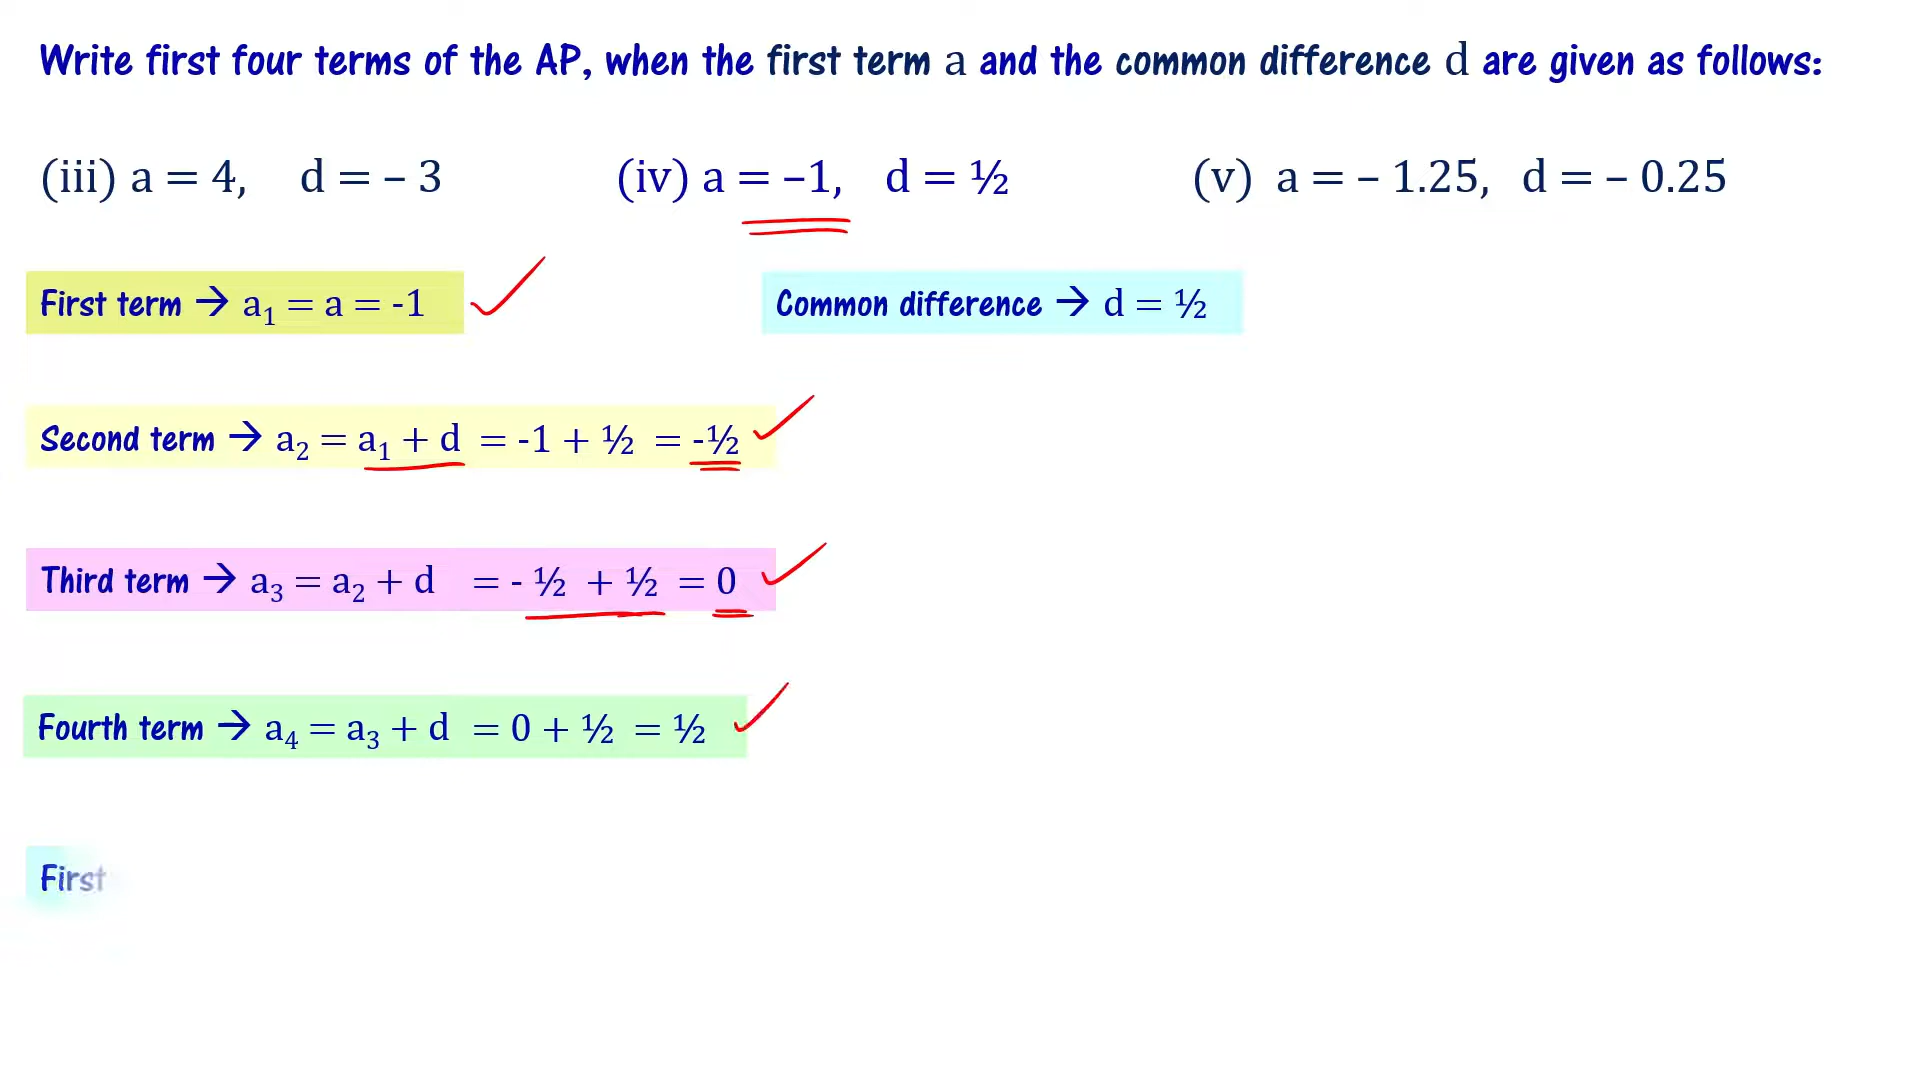 Write first four terms of the AP, when the first term a and the common difference d are given as follows:
(iii) a = 4, d = – 3 (iv) a = –1, d = ½ (v) a = – 1.25, d = – 0.25
First term → a₁ = a = -1 Common difference → d = ½
Second term → a₂ = a₁ + d = -1 + ½ = -½
Third term → a₃ = a₂ + d = - ½ + ½ = 0
Fourth term → a₄ = a₃ + d = 0 + ½ = ½
First